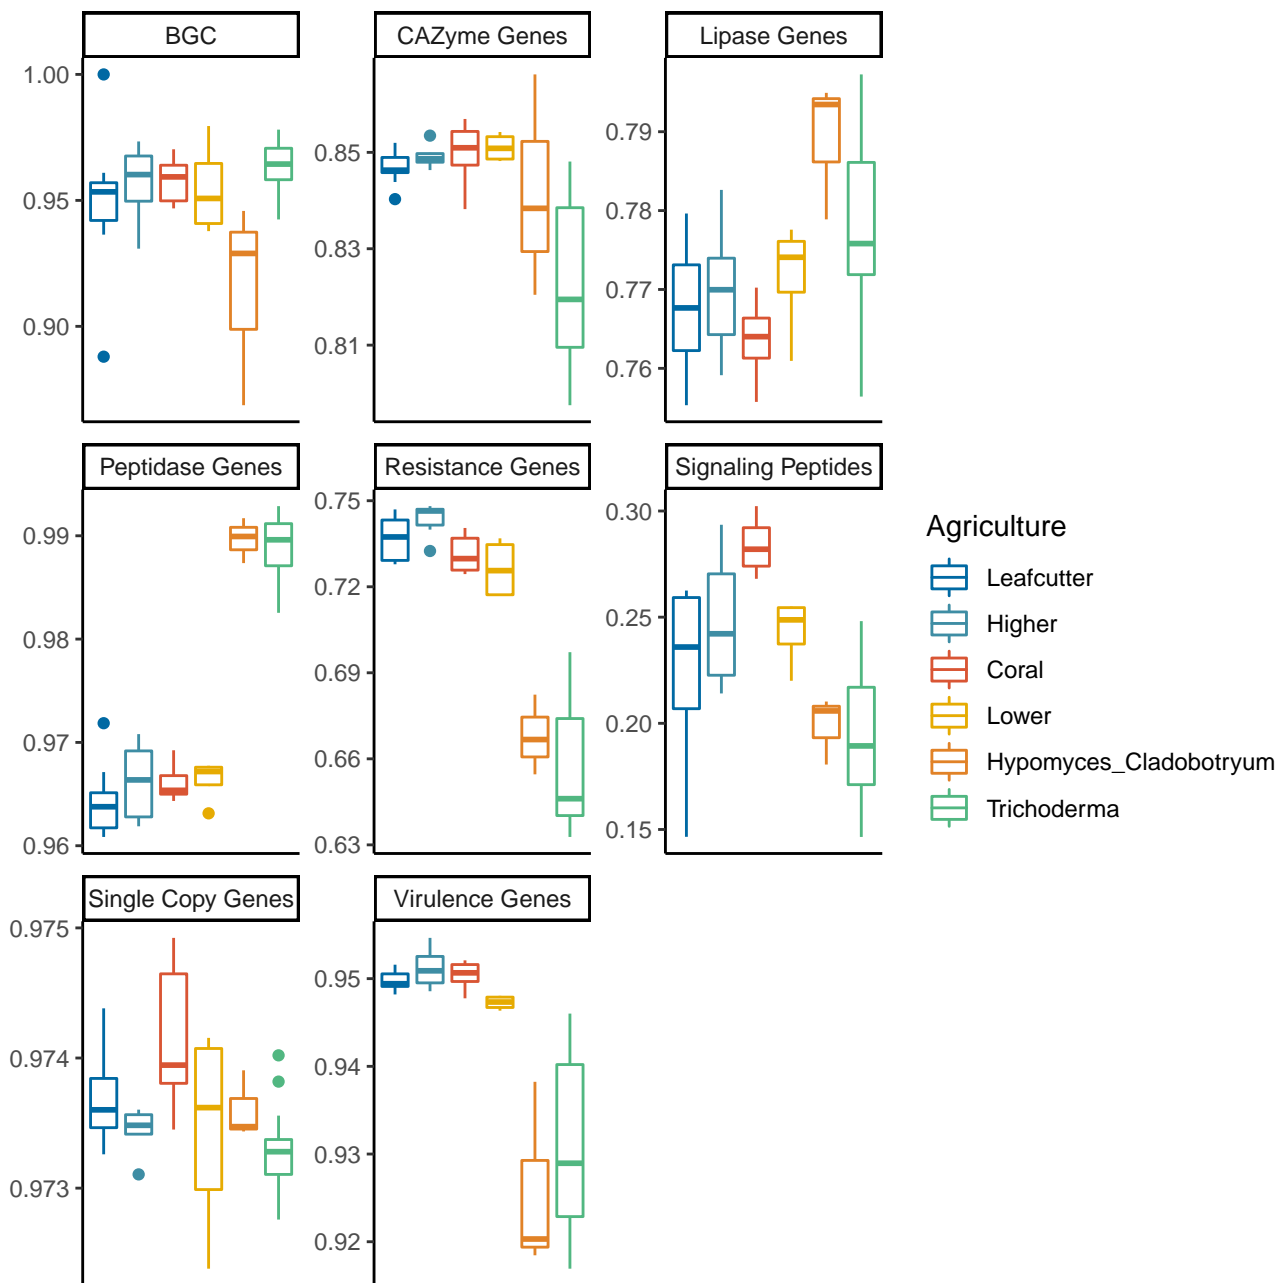 BGC
CAZyme Genes
Lipase Genes
1.00
0.95
0.90
0.85
0.83
0.81
0.79
0.78
0.77
0.76
Peptidase Genes
Resistance Genes
Signaling Peptides
0.99
0.98
0.97
0.96
0.75
0.72
0.69
0.66
0.63
0.30
0.25
0.20
0.15
Agriculture
Leafcutter
Higher
Coral
Lower
Hypomyces_Cladobotryum
Trichoderma
Single Copy Genes
Virulence Genes
0.975
0.974
0.973
0.95
0.94
0.93
0.92